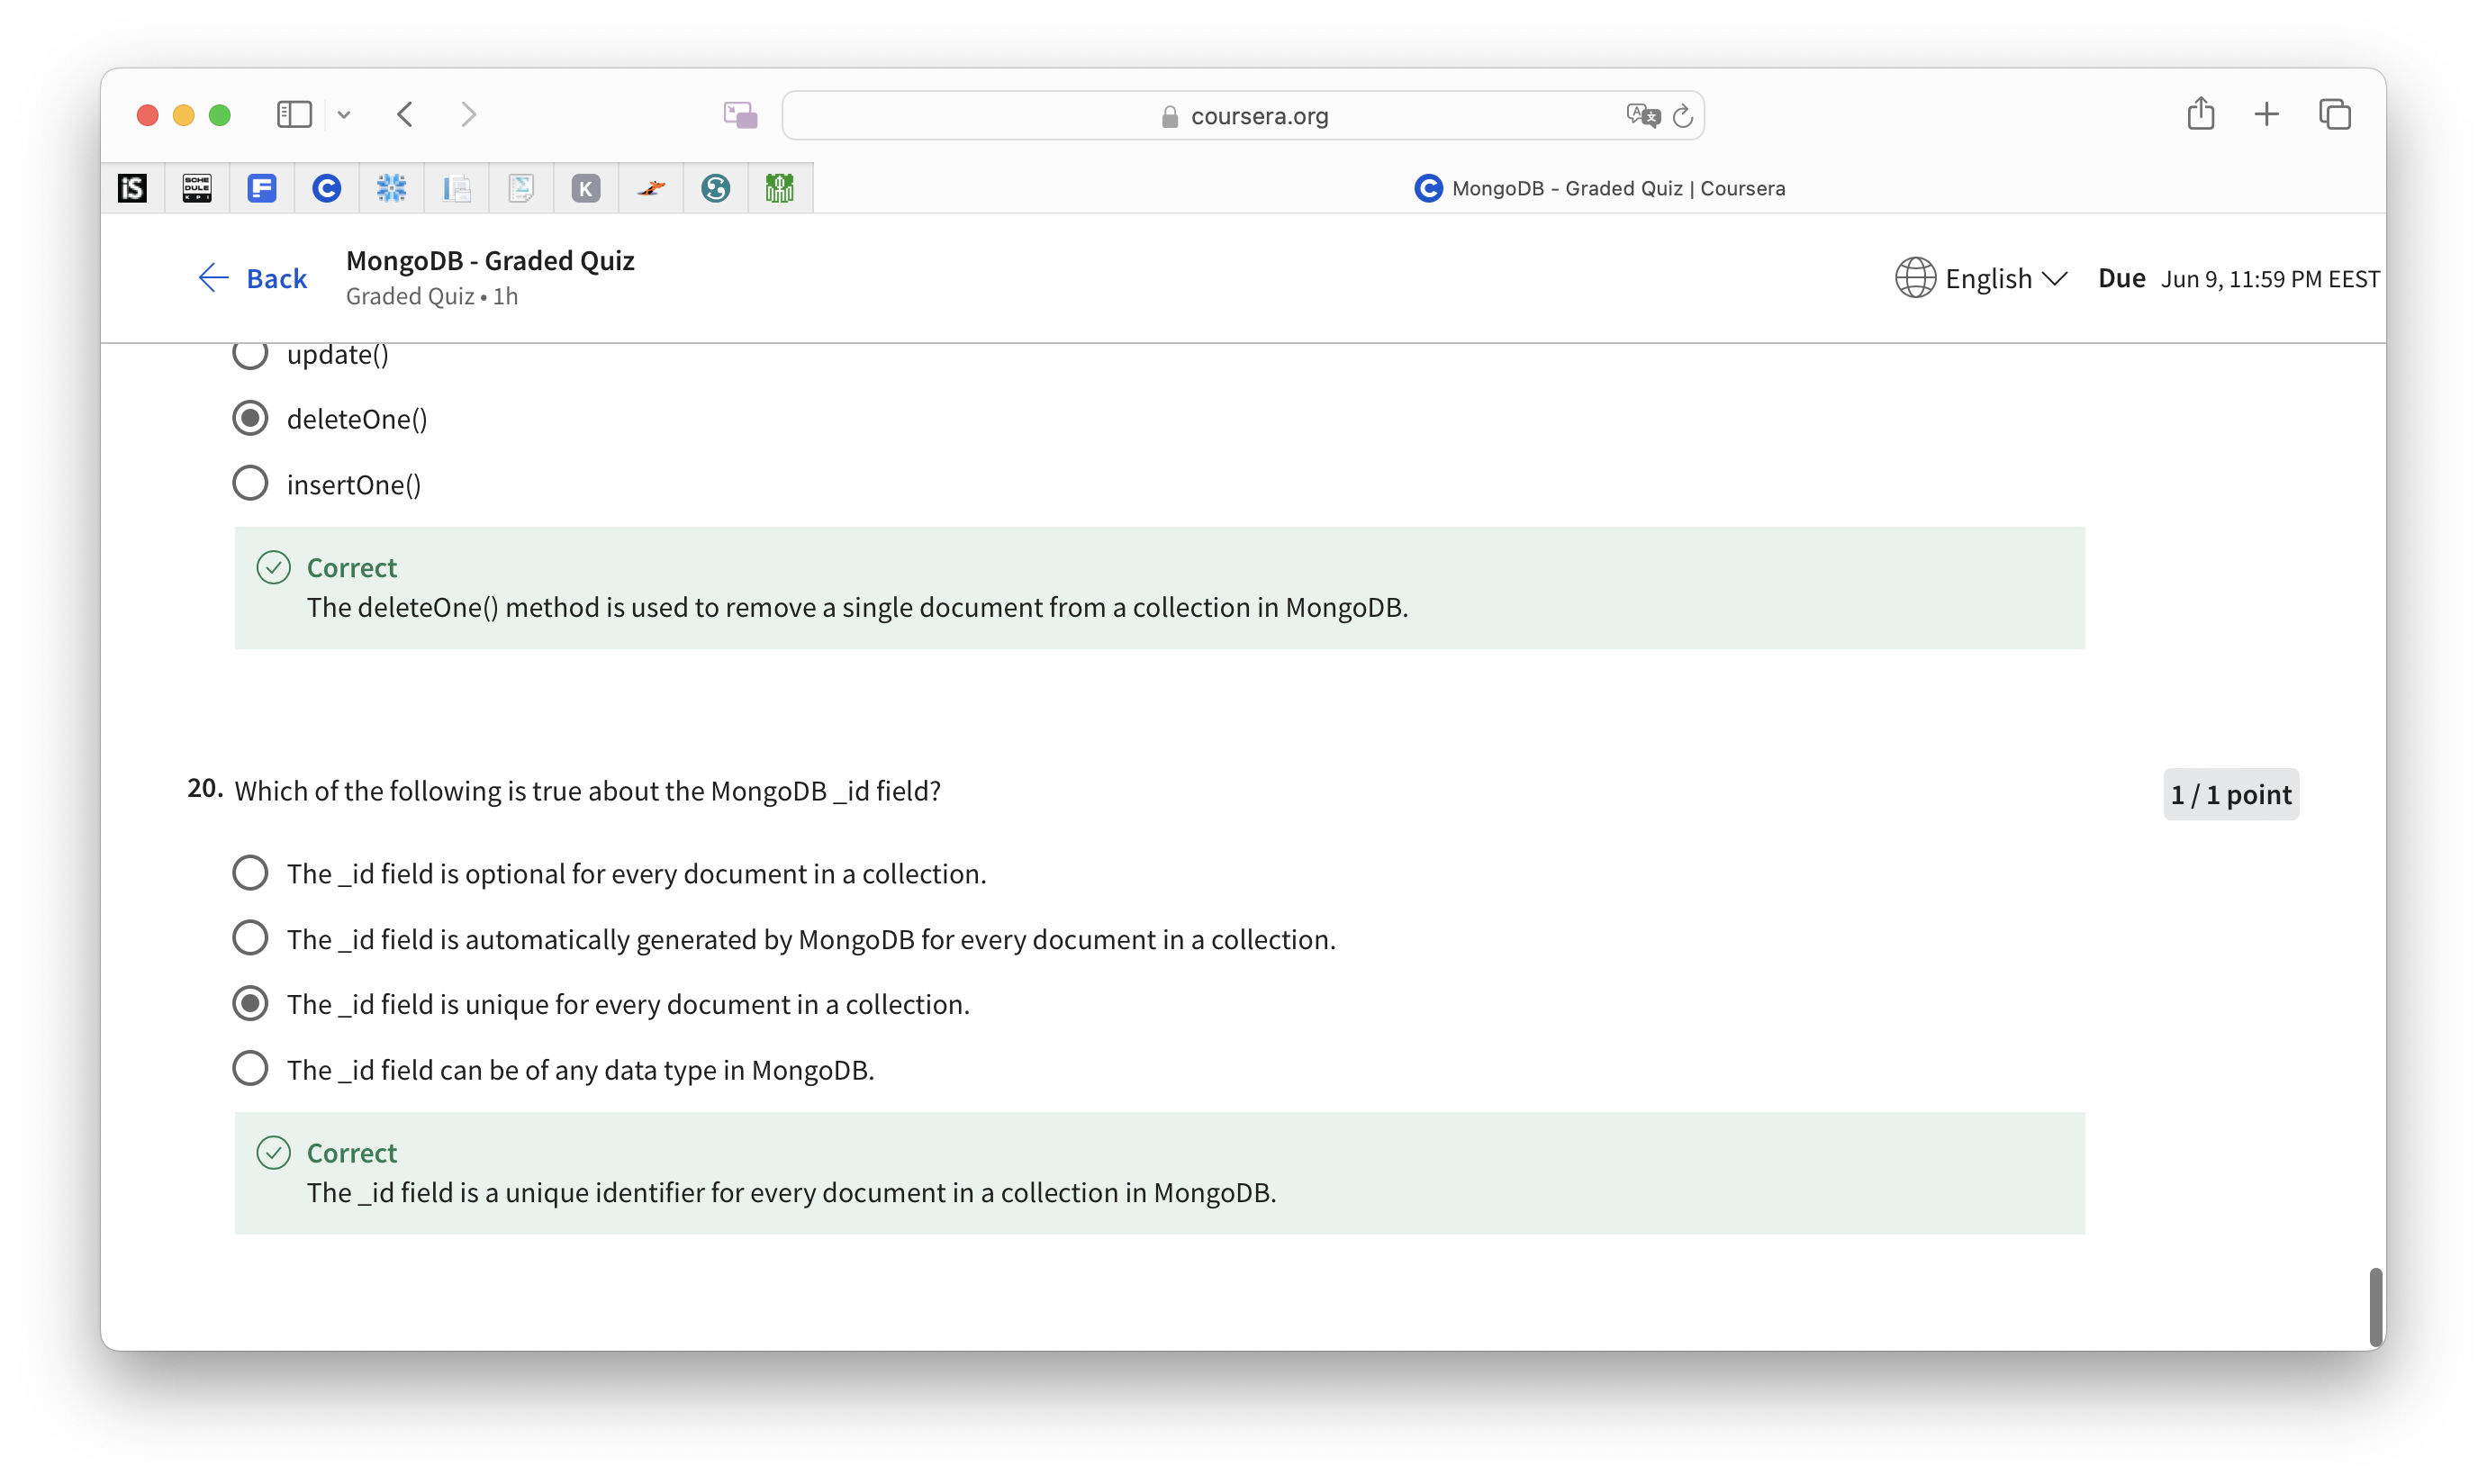 coursera.org
iS
SCHE
DULE
KPI
F
C
K
C MongoDB - Graded Quiz | Coursera
Back
MongoDB - Graded Quiz
Graded Quiz • 1h
English
Due Jun 9, 11:59 PM EEST
update()
deleteOne()
insertOne()
Correct
The deleteOne() method is used to remove a single document from a collection in MongoDB.
20. Which of the following is true about the MongoDB _id field?
1 / 1 point
The _id field is optional for every document in a collection.
The _id field is automatically generated by MongoDB for every document in a collection.
The _id field is unique for every document in a collection.
The _id field can be of any data type in MongoDB.
Correct
The _id field is a unique identifier for every document in a collection in MongoDB.